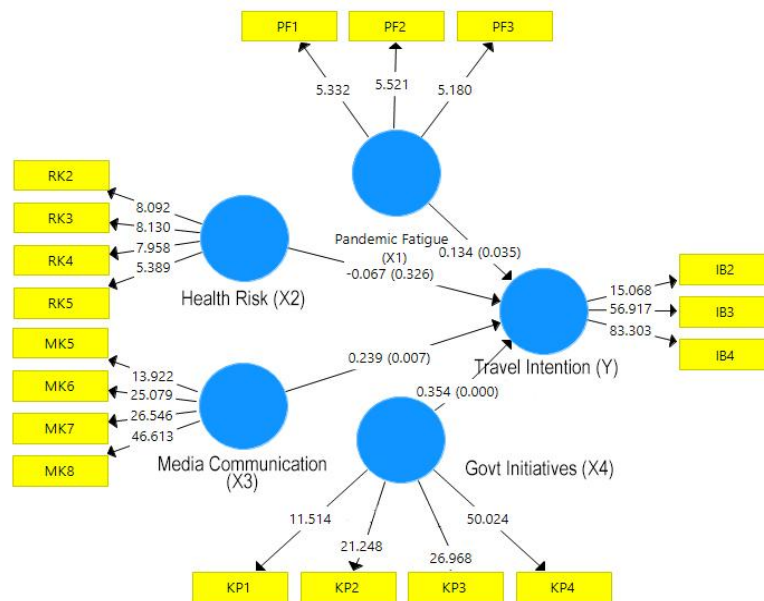 PF1
PF2
PF3
5.332
5.521
5.180
Pandemic Fatigue
(X1)
0.134 (0.035)
RK2
RK3
RK4
RK5
8.092
8.130
7.958
5.389
Health Risk (X2)
-0.067 (0.326)
MK5
MK6
MK7
MK8
13.922
25.079
26.546
46.613
Media Communication
(X3)
0.239 (0.007)
0.354 (0.000)
Travel Intention (Y)
15.068
56.917
83.303
IB2
IB3
IB4
Govt Initiatives (X4)
11.514
21.248
26.968
50.024
KP1
KP2
KP3
KP4